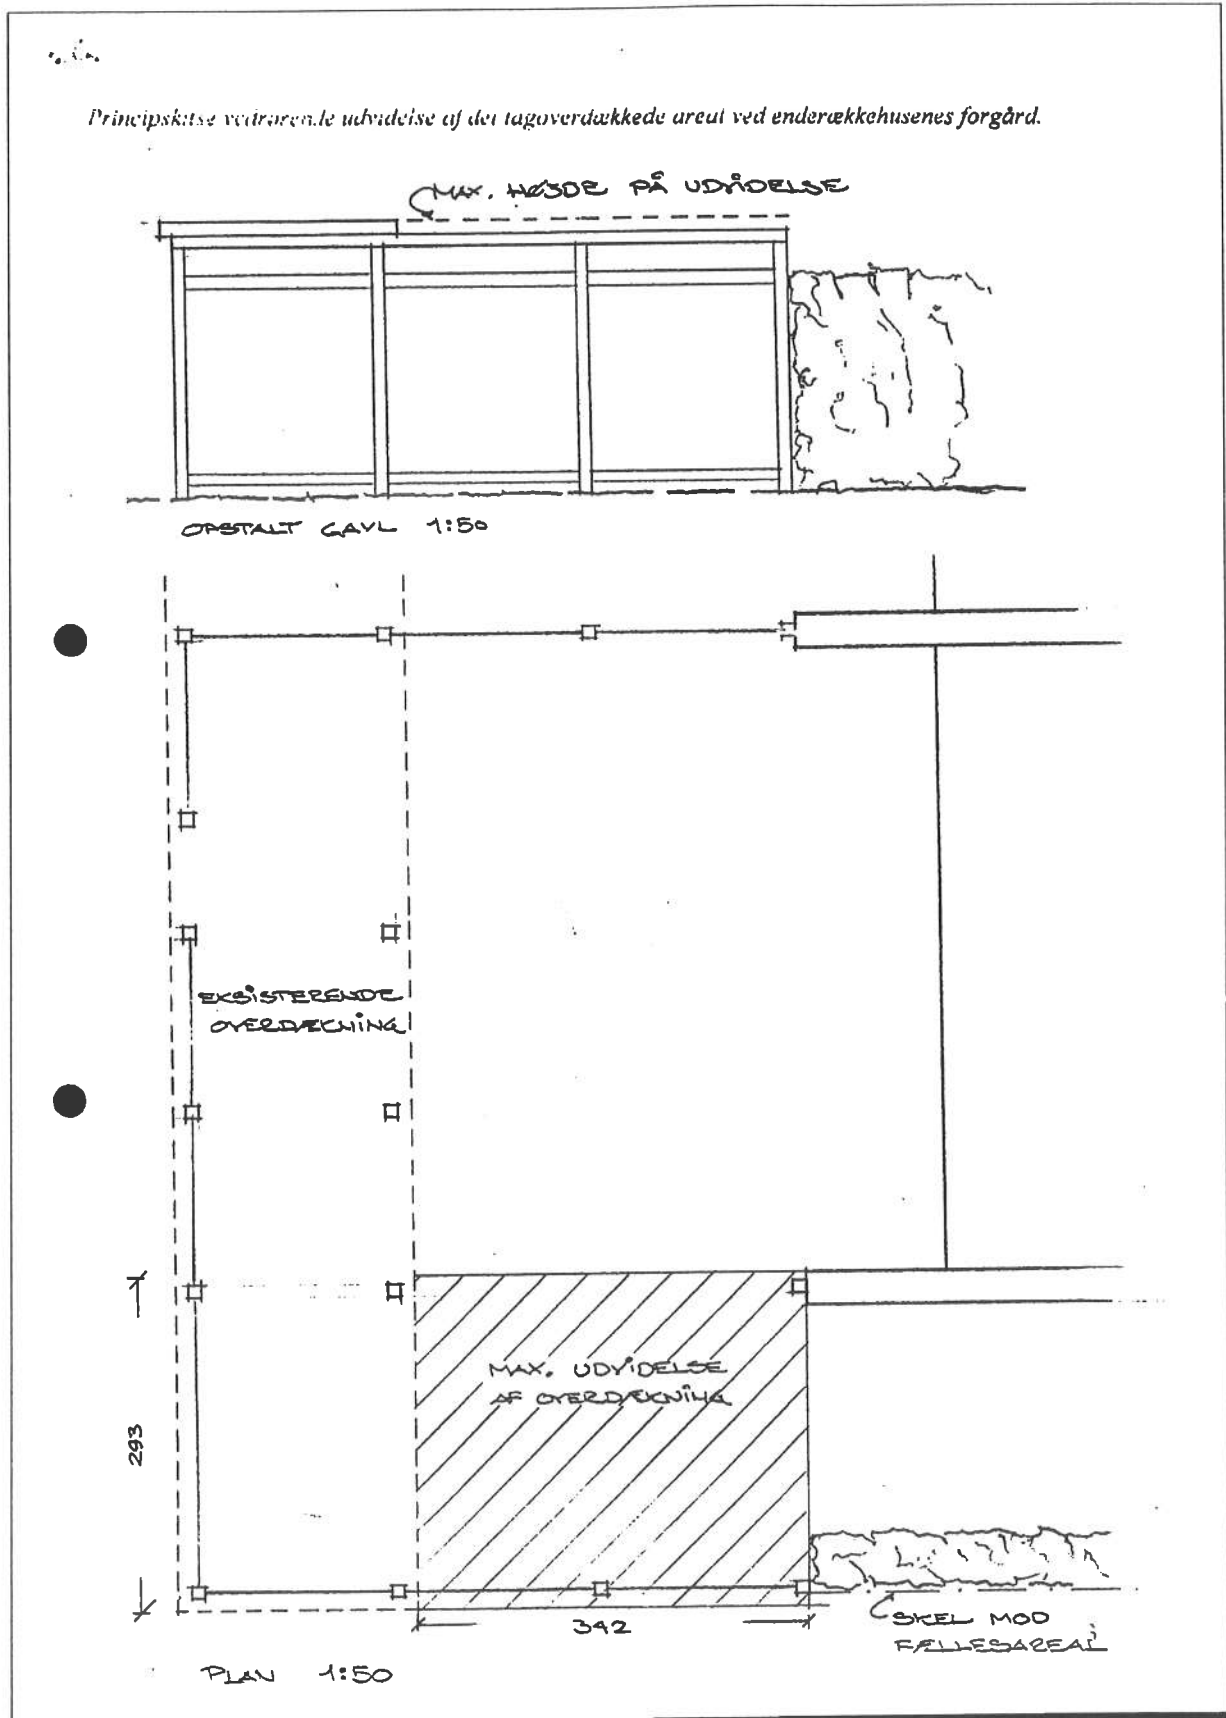 Principskitse vedrørende udvidelse af det tagoverdækkede areal ved enderækkehusenes forgård.
MAX. HØJDE PÅ UDVIDELSE
OPSTALT GAVL 1:50
EKSISTERENDE
OVERDÆKNING
MAX. UDVIDELSE
AF OVERDÆKNING
293
342
SKEL MOD
FÆLLESAREAL
PLAN 1:50